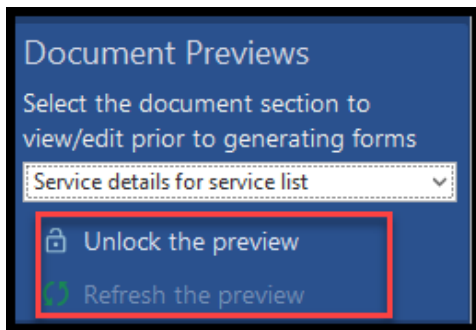 Document Previews
Select the document section to
view/edit prior to generating forms
Service details for service list
Unlock the preview
Refresh the preview